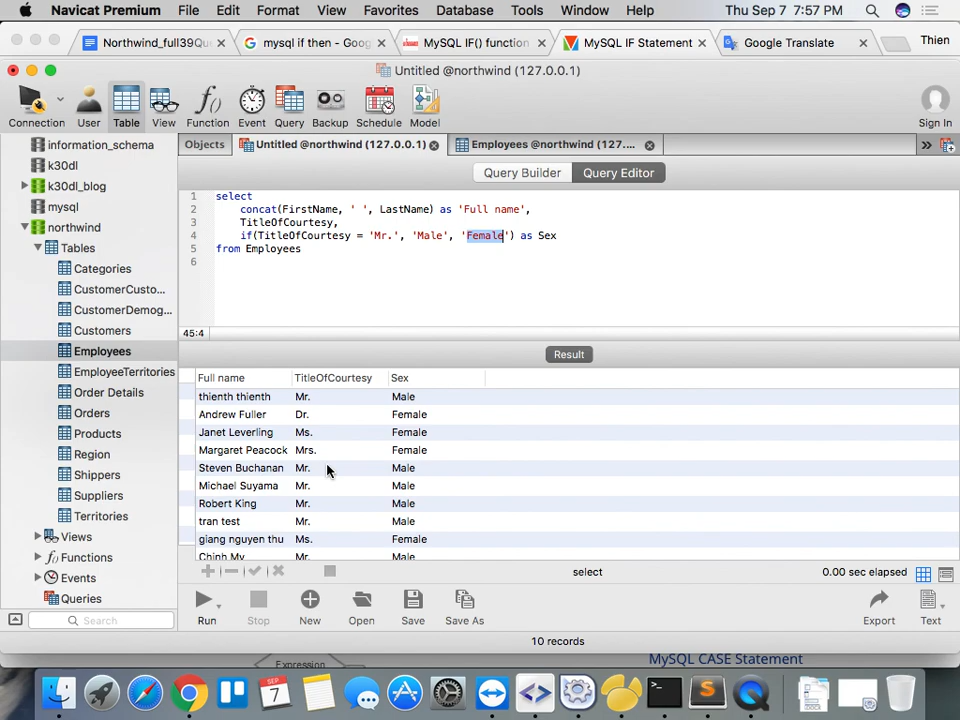 Navicat Premium File Edit Format View Favorites Database Tools Window Help Thu Sep 7 7:57 PM
Northwind_full39Qu mysql if then - Goog MySQL IF() function MySQL IF Statement Google Translate Thien
Untitled @northwind (127.0.0.1)
Connection User Table View Function Event Query Backup Schedule Model Sign In
Objects Untitled @northwind (127.0.0.1) Employees @northwind (127....
Query Builder Query Editor
information_schema
k30dl
k30dl_blog
mysql
northwind
Tables
Categories
CustomerCusto...
CustomerDemog...
Customers
Employees
EmployeeTerritories
Order Details
Orders
Products
Region
Shippers
Suppliers
Territories
Views
Functions
Events
Queries
Search
1 select
2 concat(FirstName, ' ', LastName) as 'Full name',
3 TitleOfCourtesy,
4 if(TitleOfCourtesy = 'Mr.', 'Male', 'Female') as Sex
5 from Employees
6
45:4
Result
Full name TitleOfCourtesy Sex
thienth thienth Mr. Male
Andrew Fuller Dr. Female
Janet Leverling Ms. Female
Margaret Peacock Mrs. Female
Steven Buchanan Mr. Male
Michael Suyama Mr. Male
Robert King Mr. Male
tran test Mr. Male
giang nguyen thu Ms. Female
Chinh My Mr. Male
select 0.00 sec elapsed
Run Stop New Open Save Save As Export Text
10 records
Expression MySQL CASE Statement
SEP
7